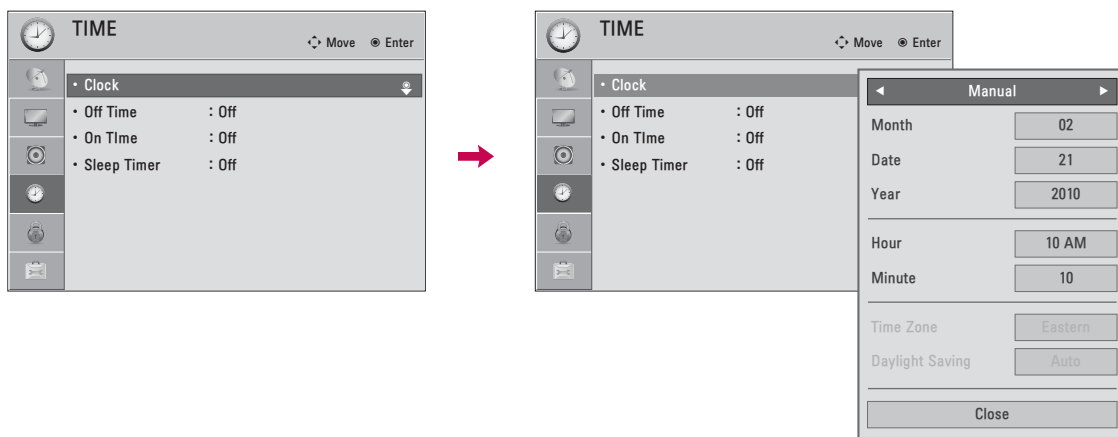 TIME
Move Enter
• Clock
• Off Time : Off
• On TIme : Off
• Sleep Timer : Off
TIME
Move Enter
• Clock
• Off Time : Off
• On TIme : Off
• Sleep Timer : Off
◄ Manual ►
Month 02
Date 21
Year 2010
Hour 10 AM
Minute 10
Time Zone Eastern
Daylight Saving Auto
Close